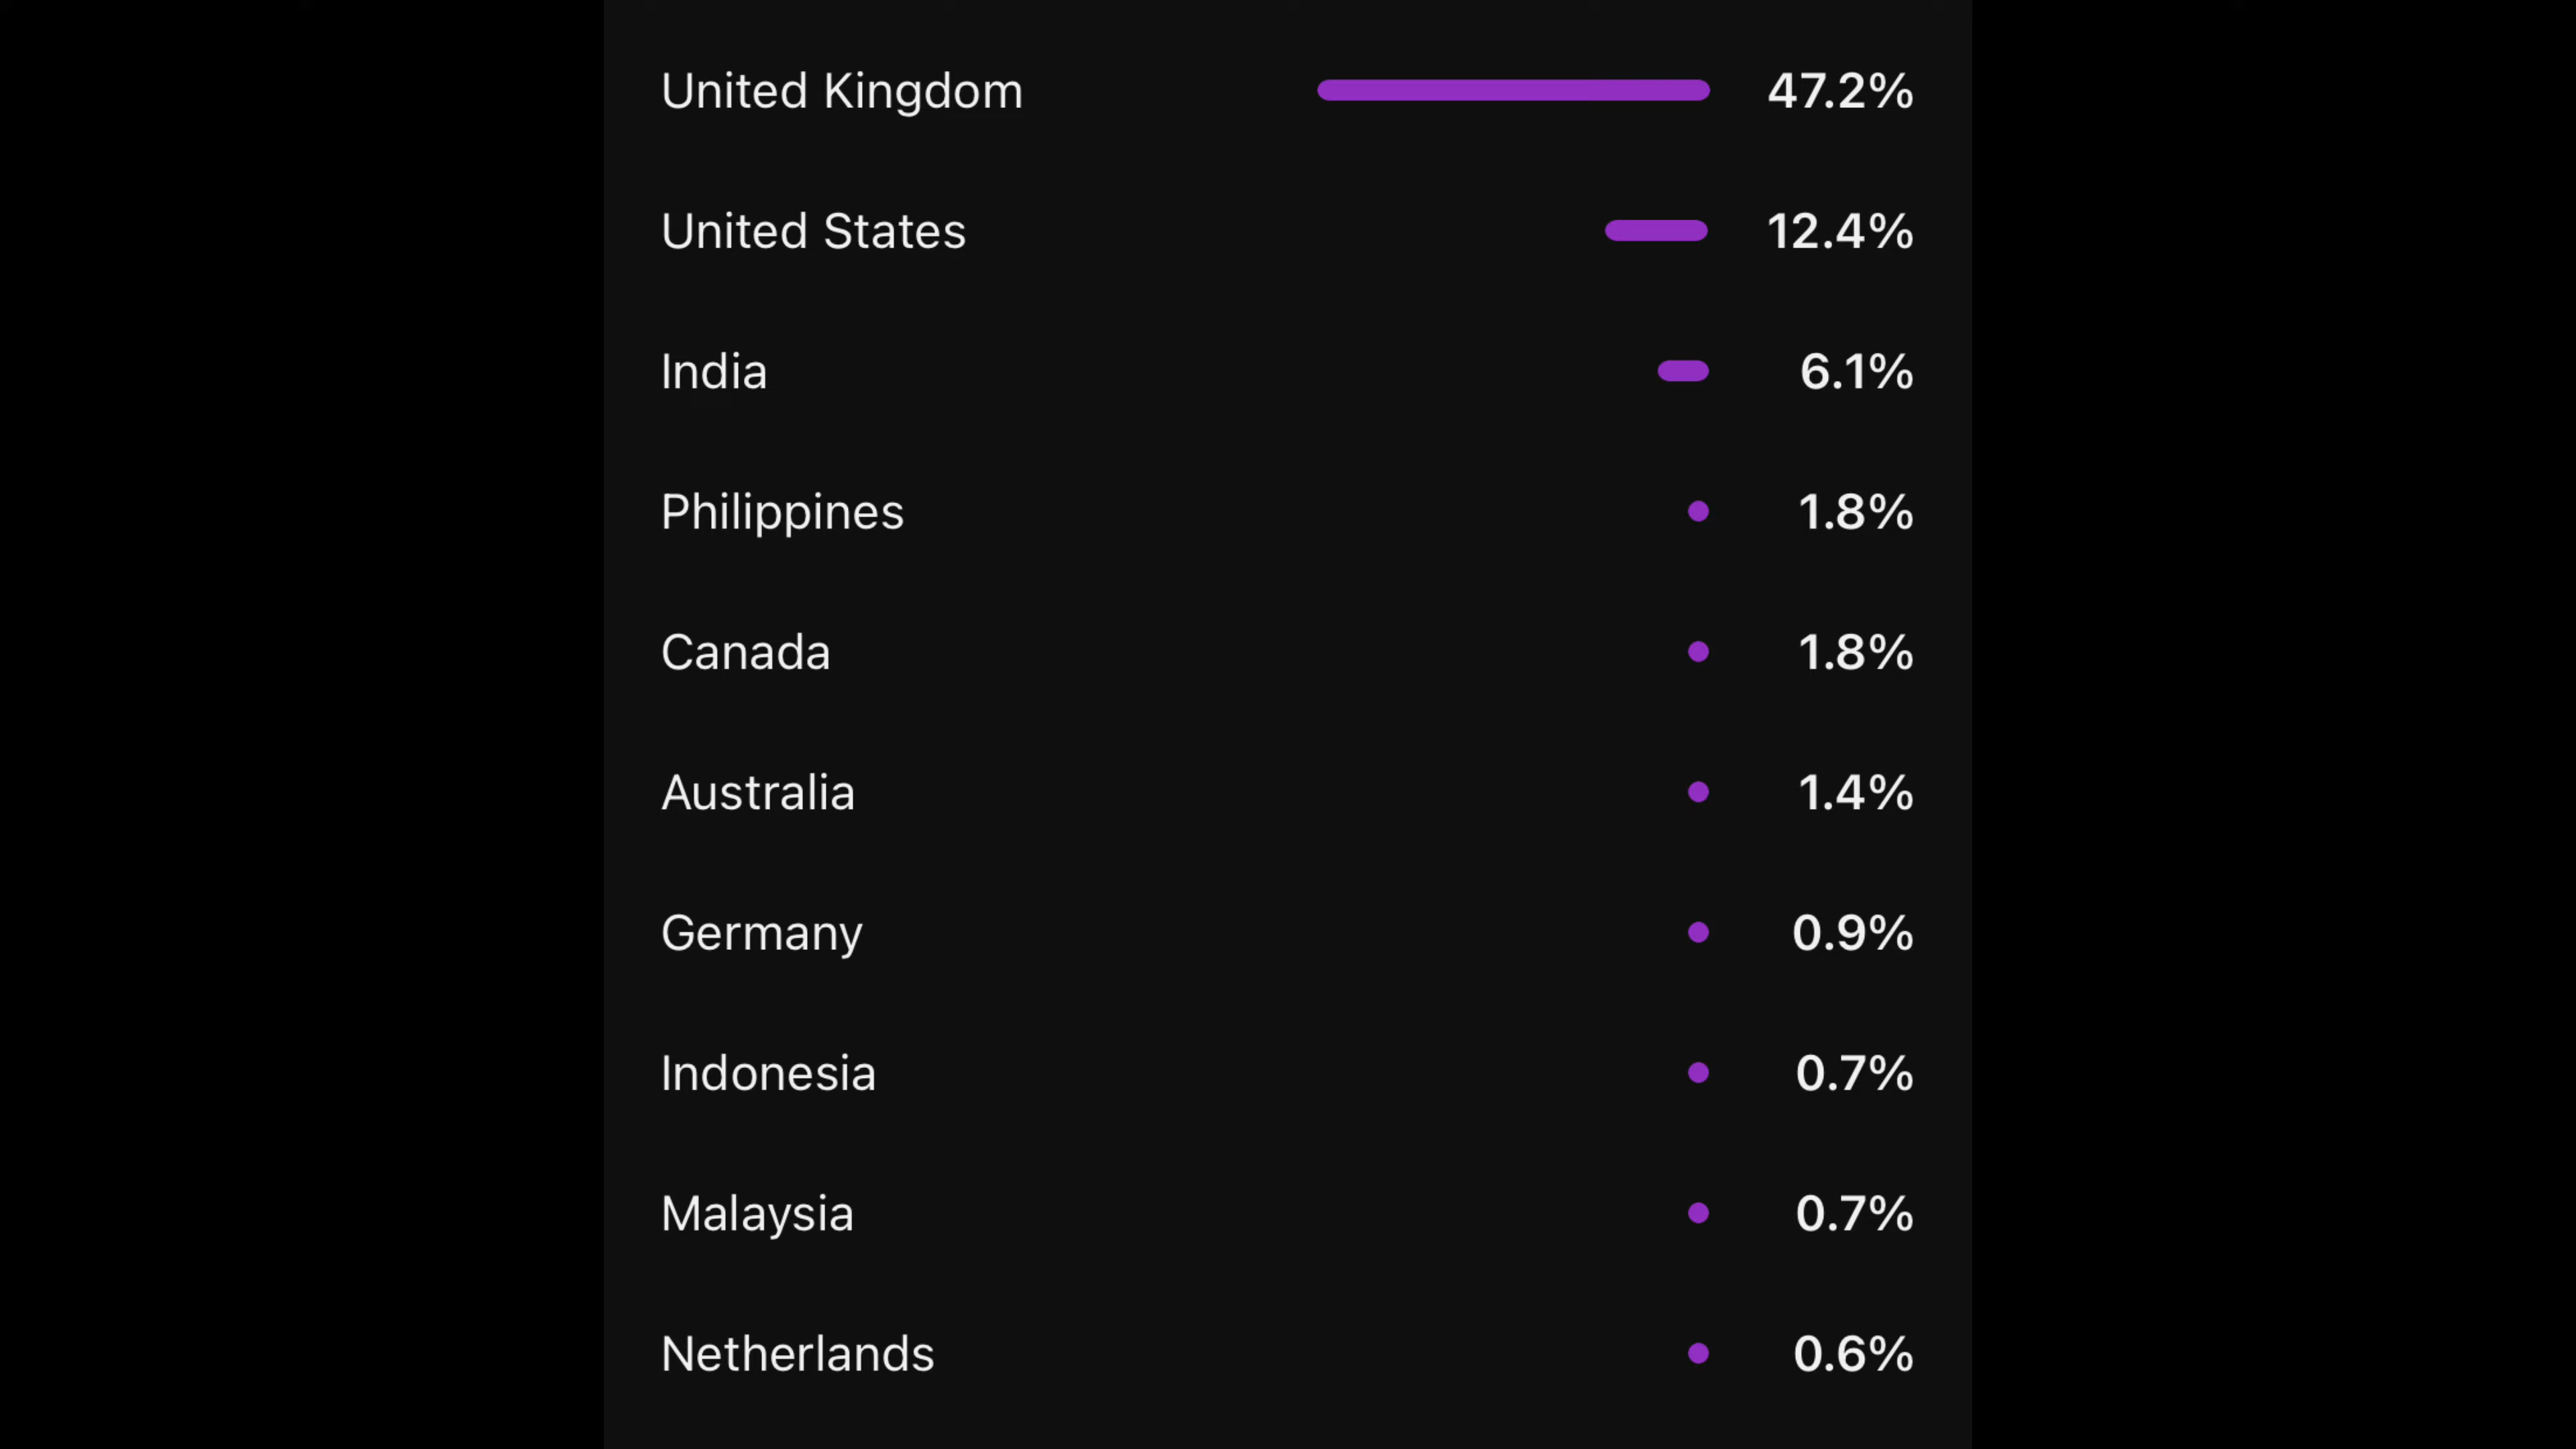 United Kingdom 47.2%
United States 12.4%
India 6.1%
Philippines 1.8%
Canada 1.8%
Australia 1.4%
Germany 0.9%
Indonesia 0.7%
Malaysia 0.7%
Netherlands 0.6%